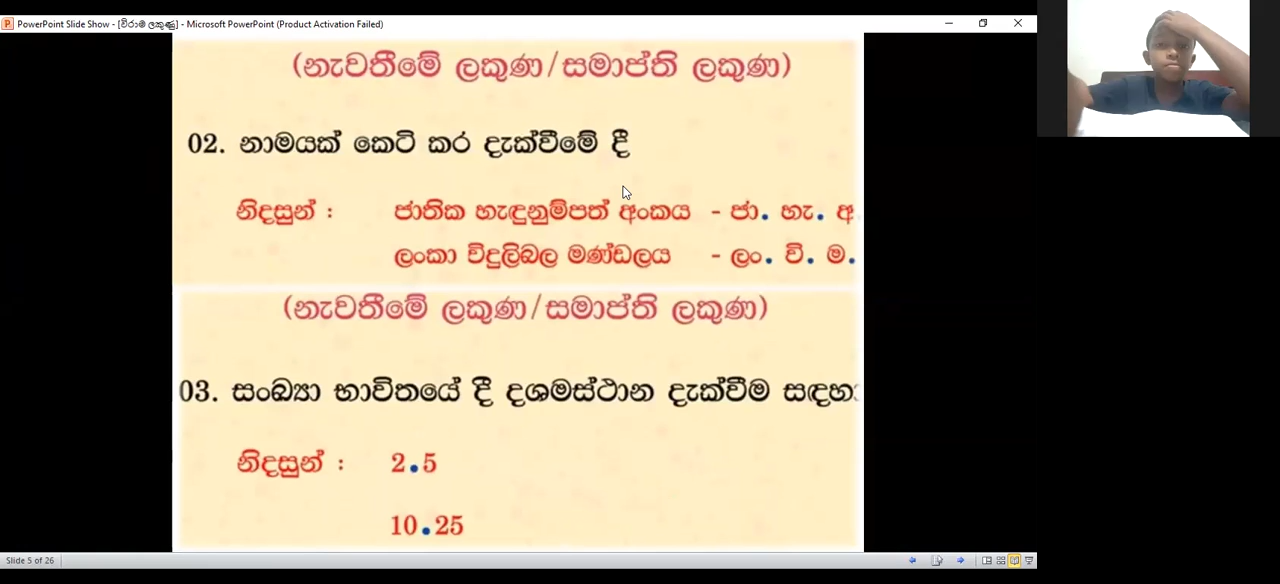 PowerPoint Slide Show - [විරාම ලකුණු] - Microsoft PowerPoint (Product Activation Failed)
(නැවතීමේ ලකුණ/සමාප්ති ලකුණ)
02. නාමයක් කෙටි කර දැක්වීමේ දී
නිදසුන් : ජාතික හැඳුනුම්පත් අංකය - ජා. හැ. අ
ලංකා විදුලිබල මණ්ඩලය - ලං. වි. ම.
(නැවතීමේ ලකුණ/සමාප්ති ලකුණ)
03. සංඛ්‍යා භාවිතයේ දී දශමස්ථාන දැක්වීම සඳහා
නිදසුන් : 2.5
10.25
Slide 5 of 26